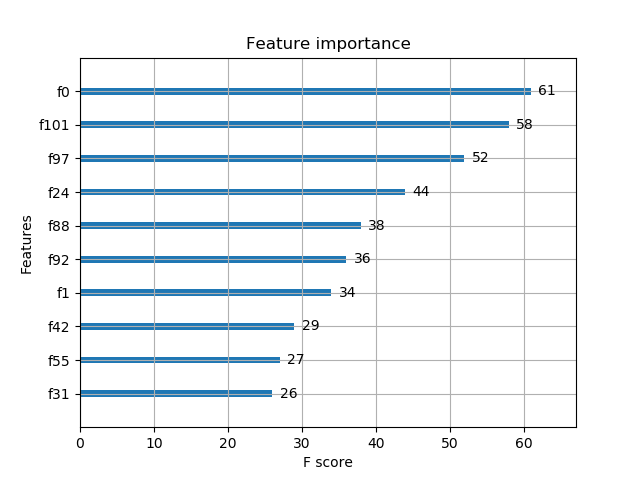 Feature importance
f0 61
f101 58
f97 52
f24 44
f88 38
f92 36
f1 34
f42 29
f55 27
f31 26
Features
0 10 20 30 40 50 60
F score